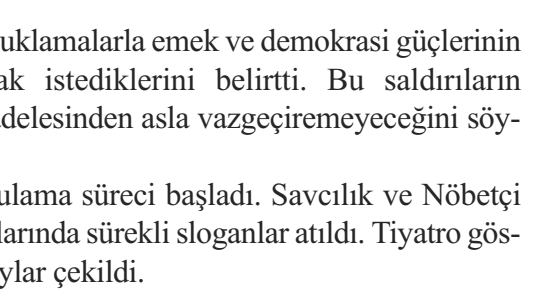 uklamalarla emek ve demokrasi güçlerinin
ak istediklerini belirtti. Bu saldırıların
delesinden asla vazgeçiremeyeceğini söy-
ulama süreci başladı. Savcılık ve Nöbetçi
larında sürekli sloganlar atıldı. Tiyatro gös-
ylar çekildi.